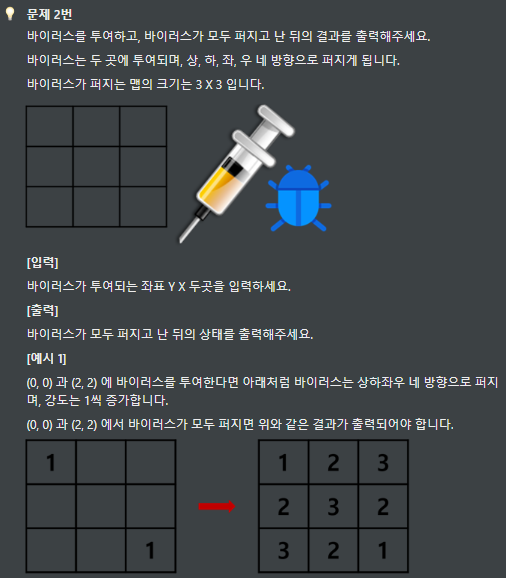 문제 2번
바이러스를 투여하고, 바이러스가 모두 퍼지고 난 뒤의 결과를 출력해주세요.
바이러스는 두 곳에 투여되며, 상, 하, 좌, 우 네 방향으로 퍼지게 됩니다.
바이러스가 퍼지는 맵의 크기는 3 X 3 입니다.
[입력]
바이러스가 투여되는 좌표 Y X 두곳을 입력하세요.
[출력]
바이러스가 모두 퍼지고 난 뒤의 상태를 출력해주세요.
[예시 1]
(0, 0) 과 (2, 2) 에 바이러스를 투여한다면 아래처럼 바이러스는 상하좌우 네 방향으로 퍼지
며, 강도는 1씩 증가합니다.
(0, 0) 과 (2, 2) 에서 바이러스가 모두 퍼지면 위와 같은 결과가 출력되어야 합니다.
1
1
1 2 3
2 3 2
3 2 1